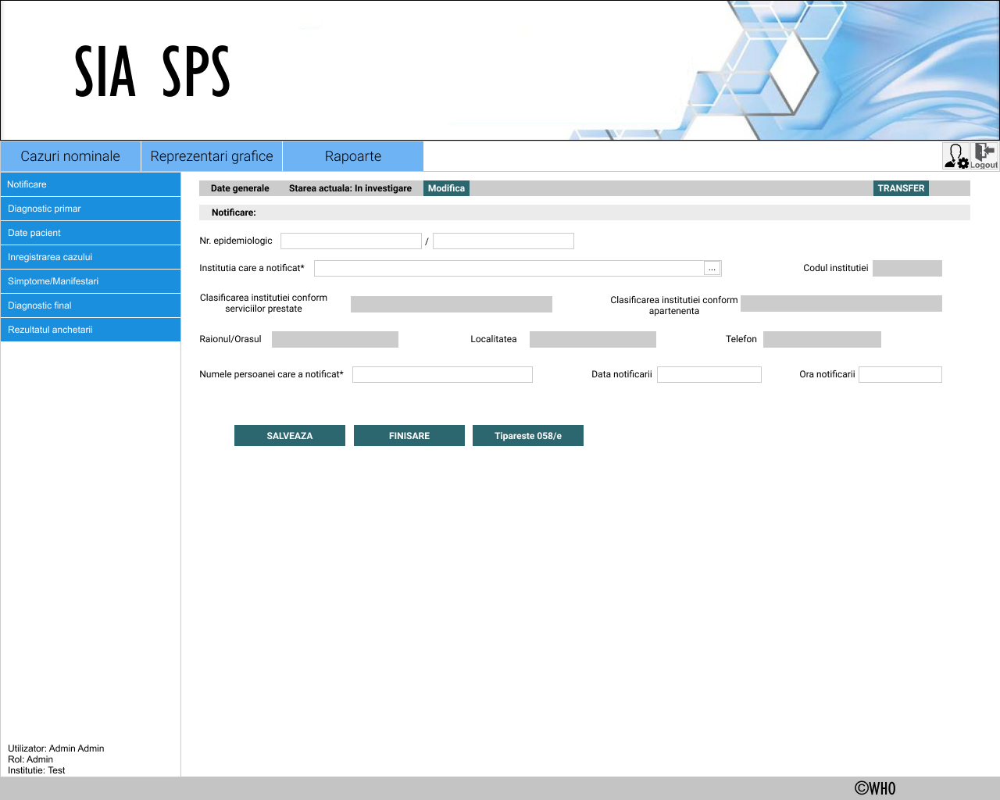 SIA SPS
Cazuri nominale
Reprezentari grafice
Rapoarte
Logout
Notificare
Diagnostic primar
Date pacient
Inregistrarea cazului
Simptome/Manifestari
Diagnostic final
Rezultatul anchetarii
Date generale
Starea actuala: In investigare
Modifica
TRANSFER
Notificare:
Nr. epidemiologic
/
Institutia care a notificat*
...
Codul institutiei
Clasificarea institutiei conform
serviciilor prestate
Clasificarea institutiei conform
apartenenta
Raionul/Orasul
Localitatea
Telefon
Numele persoanei care a notificat*
Data notificarii
Ora notificarii
SALVEAZA
FINISARE
Tipareste 058/e
Utilizator: Admin Admin
Rol: Admin
Institutie: Test
©WHO